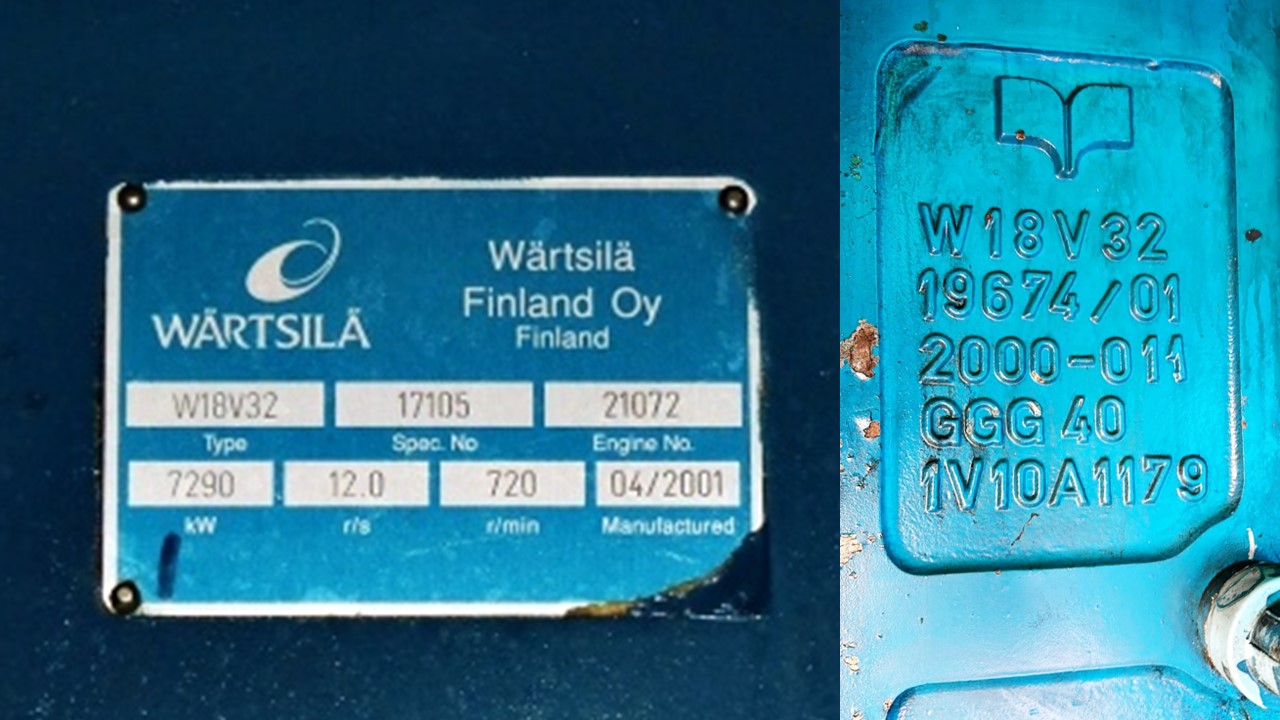 WÄRTSILÄ
Wärtsilä
Finland Oy
Finland
W18V32 17105 21072
Type Spec. No Engine No.
7290 12.0 720 04/2001
kW r/s r/min Manufactured
W18V32
19674/01
2000-011
GGG 40
1V10A1179